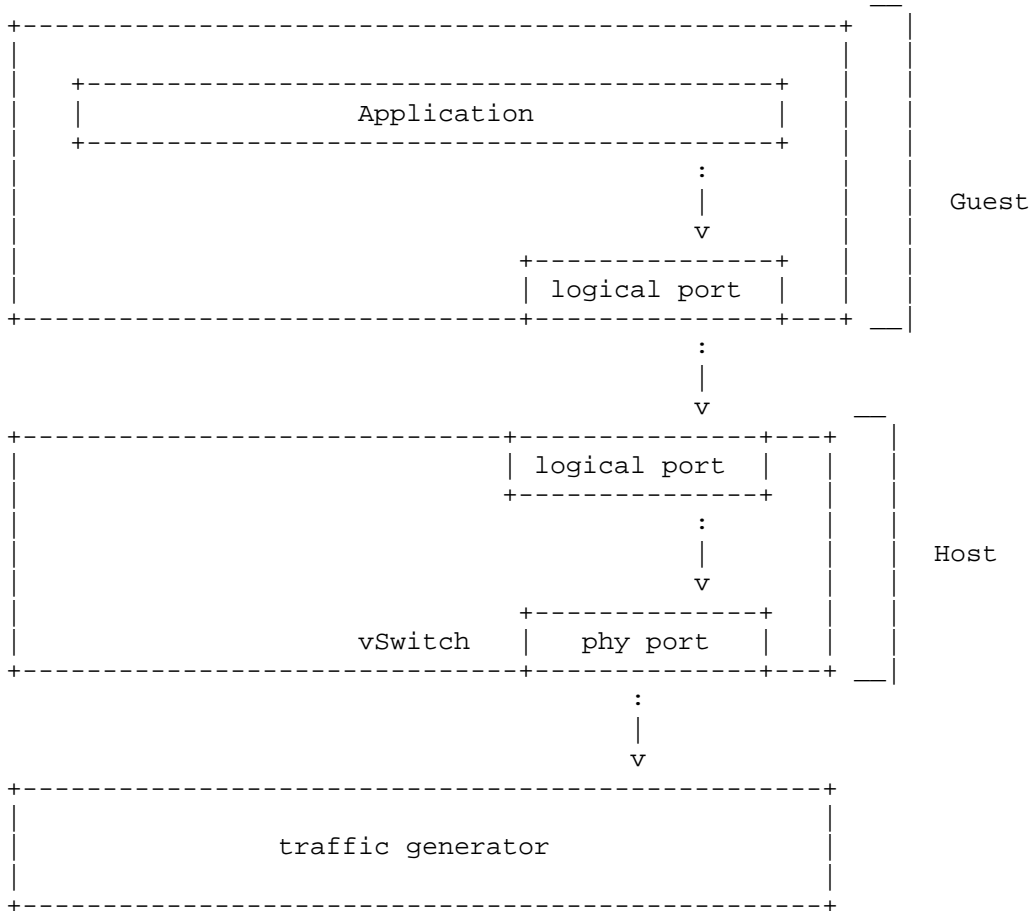 Application
Guest
v
logical port
v
logical port
Host
v
vSwitch phy port
v
traffic generator